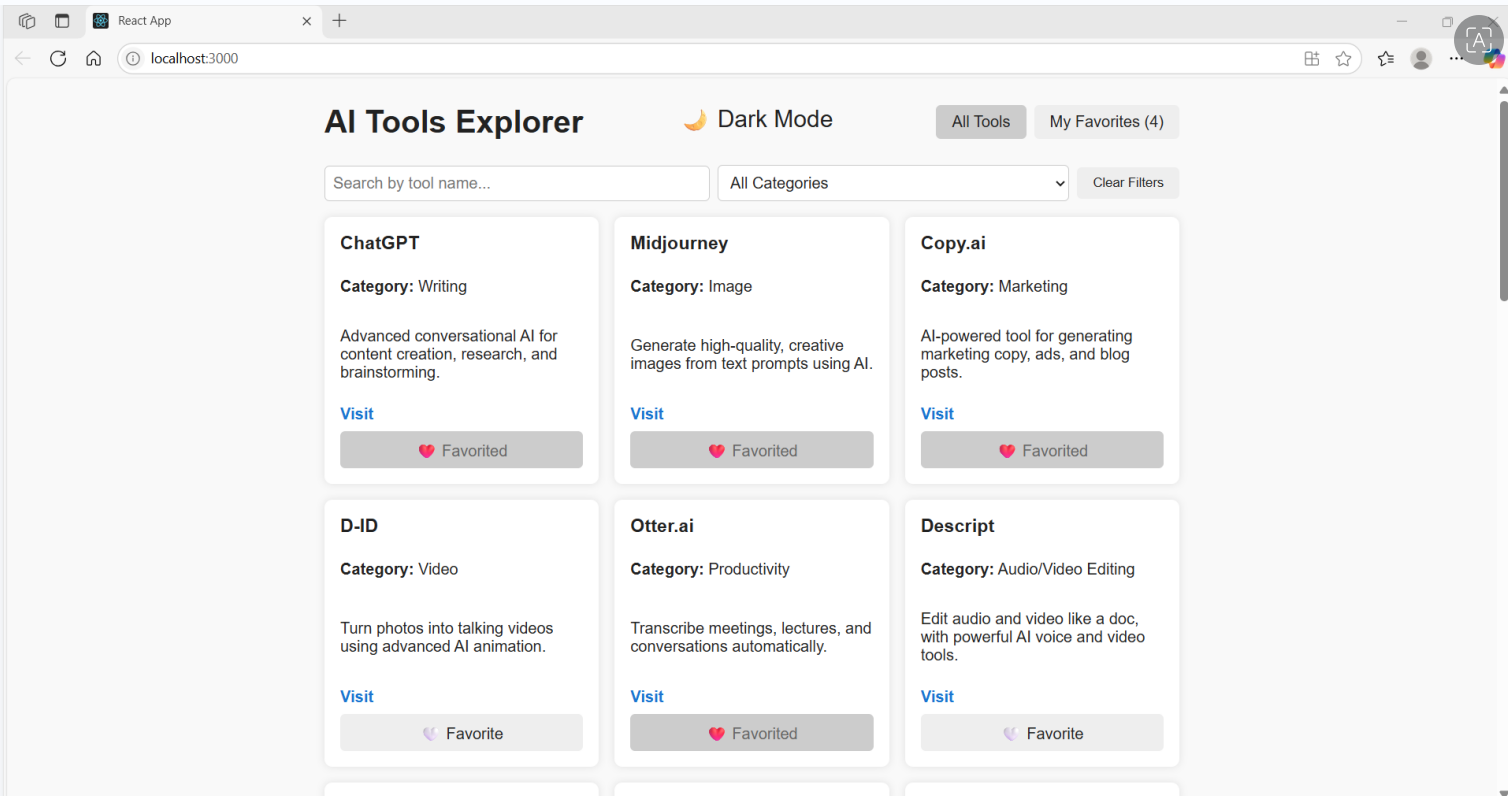 React App
localhost:3000
A
AI Tools Explorer
🌙 Dark Mode
All Tools
My Favorites (4)
Search by tool name...
All Categories
Clear Filters
ChatGPT
Category: Writing
Advanced conversational AI for
content creation, research, and
brainstorming.
Visit
❤️ Favorited
Midjourney
Category: Image
Generate high-quality, creative
images from text prompts using AI.
Visit
❤️ Favorited
Copy.ai
Category: Marketing
AI-powered tool for generating
marketing copy, ads, and blog
posts.
Visit
❤️ Favorited
D-ID
Category: Video
Turn photos into talking videos
using advanced AI animation.
Visit
🤍 Favorite
Otter.ai
Category: Productivity
Transcribe meetings, lectures, and
conversations automatically.
Visit
❤️ Favorited
Descript
Category: Audio/Video Editing
Edit audio and video like a doc,
with powerful AI voice and video
tools.
Visit
🤍 Favorite